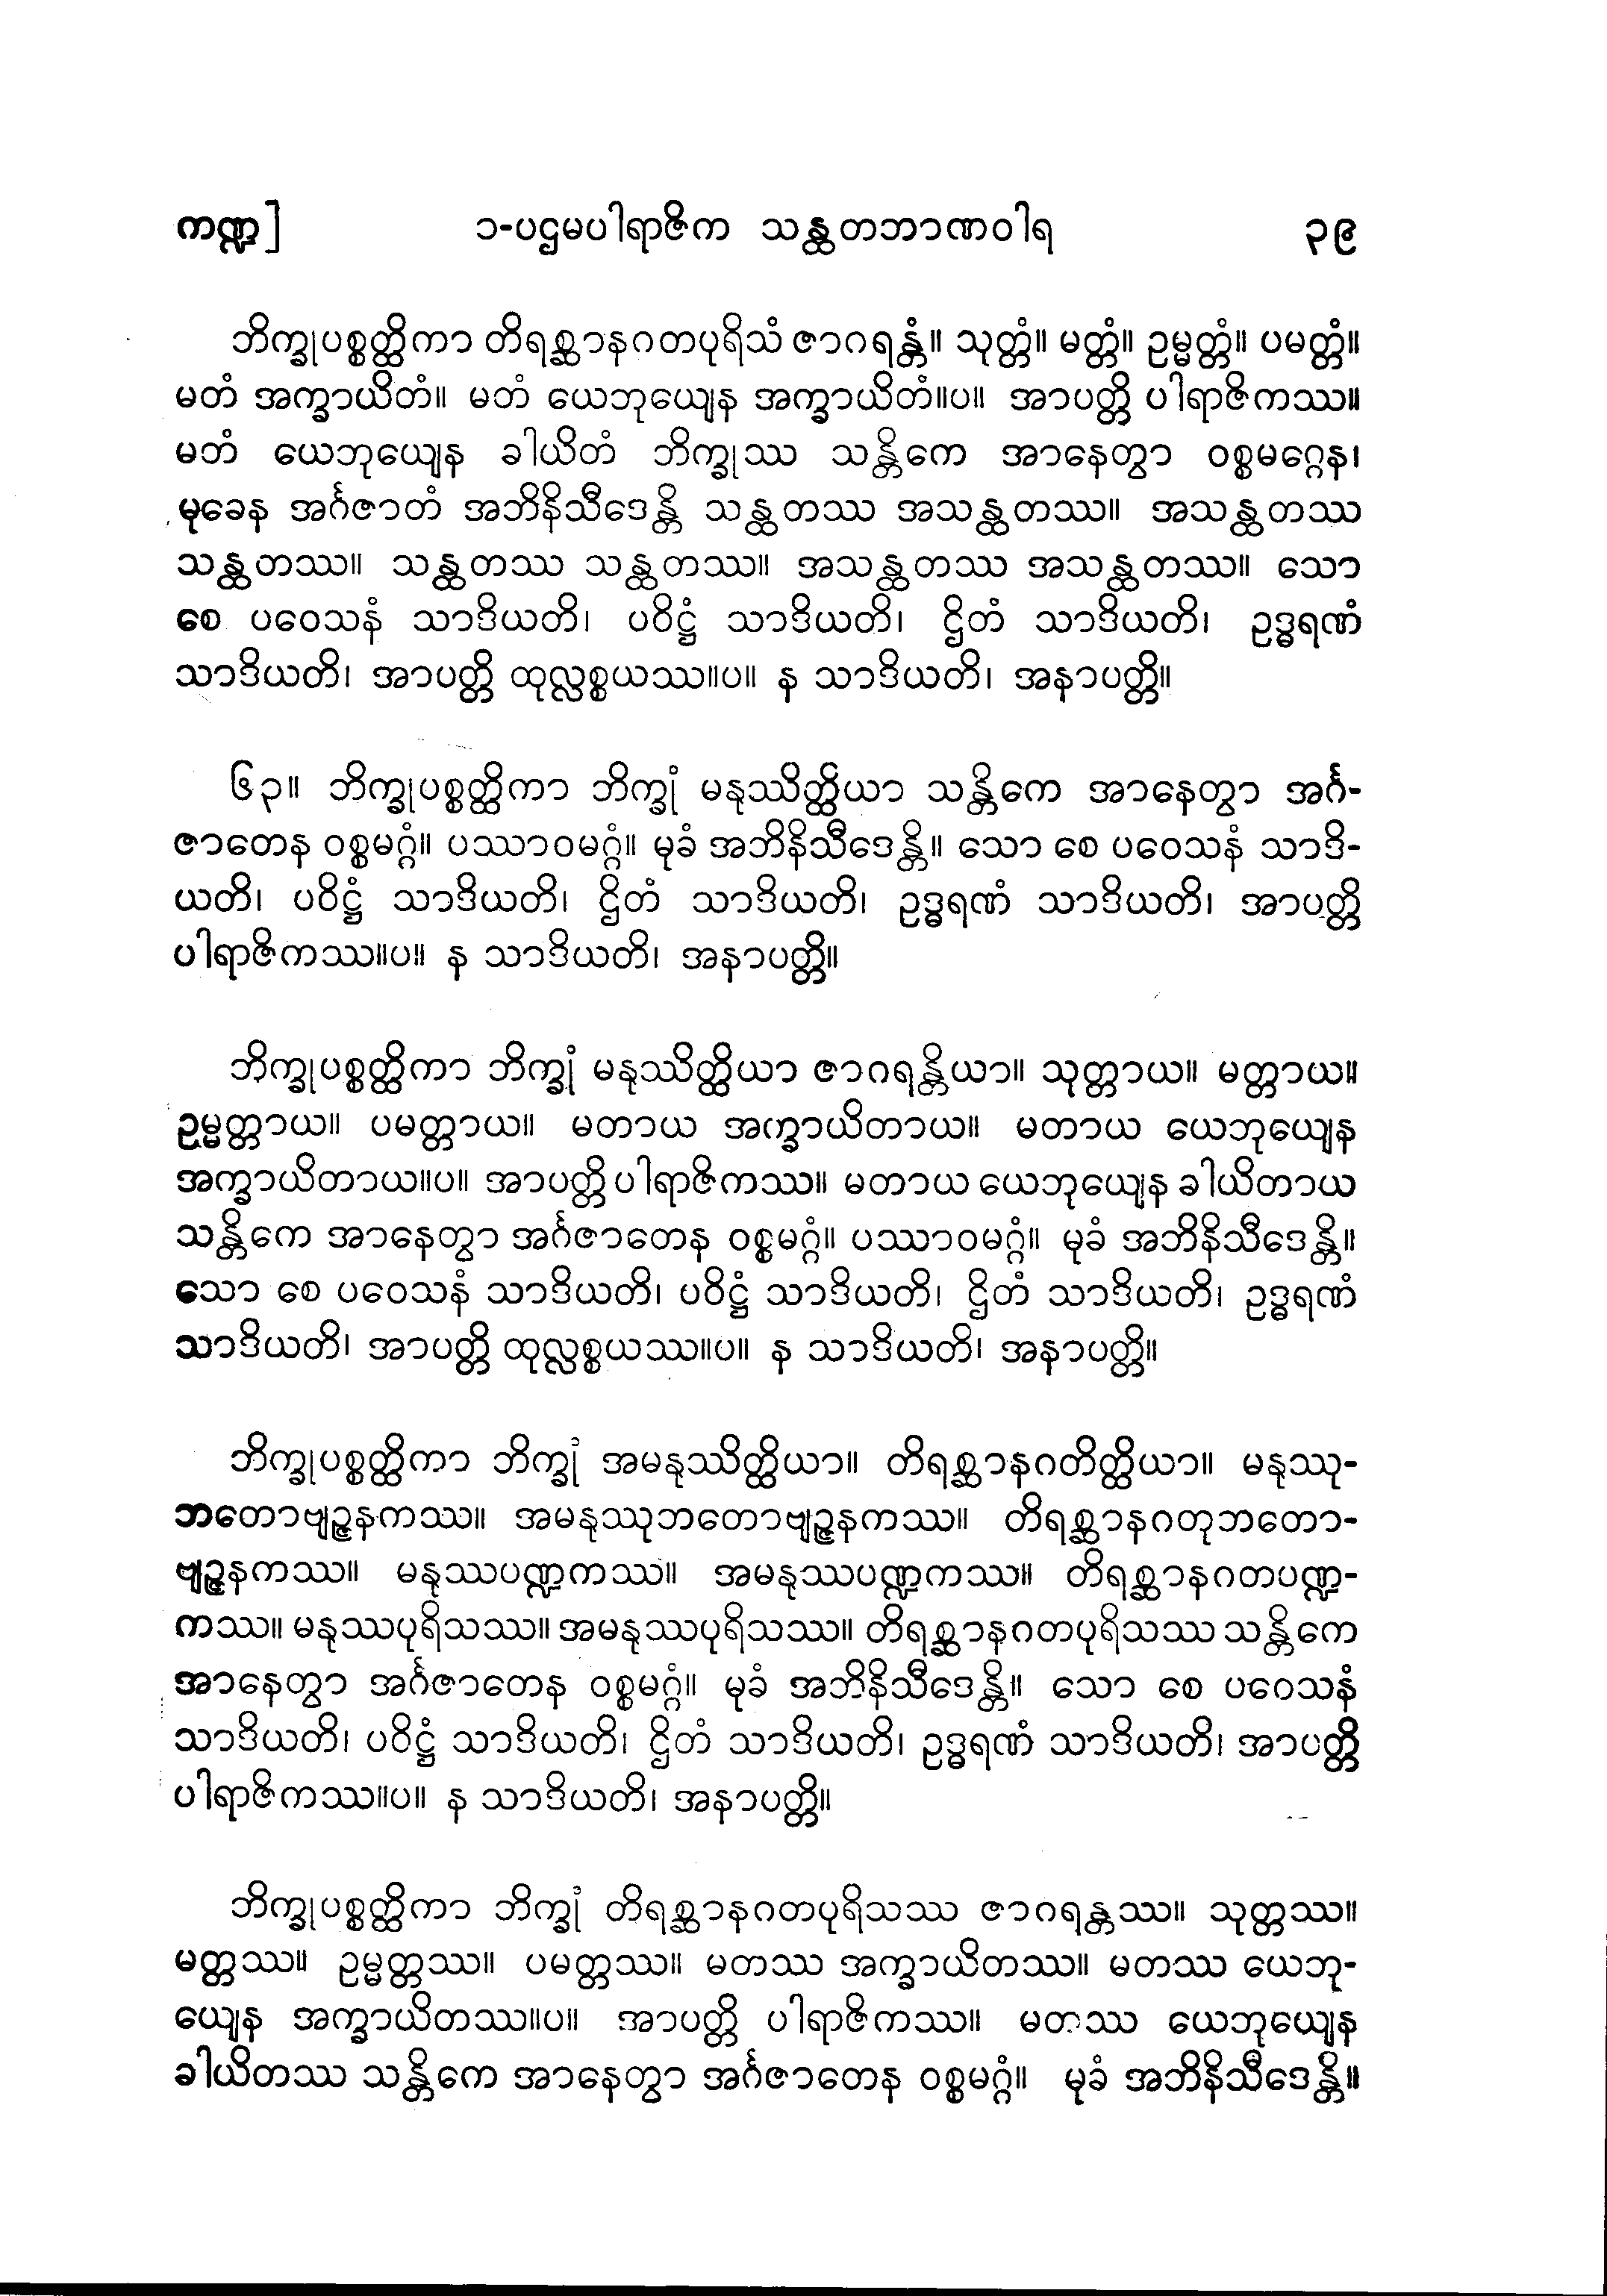 ကဏ္ဍ] ၁-ပဌမပါရာဇိက သန္ထတဘာဏဝါရ ၃၉
ဘိက္ခုပစ္စတ္ထိကာ တိရစ္ဆာနဂတပုရိသံ ဇာဂရန္တံ။ သုတ္တံ။ မတ္တံ။ ဥမ္မတ္တံ။ ပမတ္တံ။
မတံ အက္ခာယိတံ။ မတံ ယေဘုယျေန အက္ခာယိတံ။ပ။ အာပတ္တိ ပါရာဇိကဿ။
မတံ ယေဘုယျေန ခါယိတံ ဘိက္ခုဿ သန္တိကေ အာနေတွာ ဝစ္စမဂ္ဂေန၊
မုခေန အင်္ဂဇာတံ အဘိနိသီဒေန္တိ သန္ထတဿ အသန္ထတဿ။ အသန္ထတဿ
သန္ထတဿ။ သန္ထတဿ သန္ထတဿ။ အသန္ထတဿ အသန္ထတဿ။ သော
စေ ပဝေသနံ သာဒိယတိ၊ ပဝိဋ္ဌံ သာဒိယတိ၊ ဌိတံ သာဒိယတိ၊ ဥဒ္ဓရဏံ
သာဒိယတိ၊ အာပတ္တိ ထုလ္လစ္စယဿ။ပ။ န သာဒိယတိ၊ အနာပတ္တိ။
၆၃။ ဘိက္ခုပစ္စတ္ထိကာ ဘိက္ခုံ မနုဿိတ္ထိယာ သန္တိကေ အာနေတွာ အင်္ဂ-
ဇာတေန ဝစ္စမဂ္ဂံ။ ပဿာဝမဂ္ဂံ။ မုခံ အဘိနိသီဒေန္တိ။ သော စေ ပဝေသနံ သာဒိ-
ယတိ၊ ပဝိဋ္ဌံ သာဒိယတိ၊ ဌိတံ သာဒိယတိ၊ ဥဒ္ဓရဏံ သာဒိယတိ၊ အာပတ္တိ
ပါရာဇိကဿ။ပ။ န သာဒိယတိ၊ အနာပတ္တိ။
ဘိက္ခုပစ္စတ္ထိကာ ဘိက္ခုံ မနုဿိတ္ထိယာ ဇာဂရန္တိယာ။ သုတ္တာယ။ မတ္တာယ။
ဥမ္မတ္တာယ။ ပမတ္တာယ။ မတာယ အက္ခာယိတာယ။ မတာယ ယေဘုယျေန
အက္ခာယိတာယ။ပ။ အာပတ္တိ ပါရာဇိကဿ။ မတာယ ယေဘုယျေန ခါယိတာယ
သန္တိကေ အာနေတွာ အင်္ဂဇာတေန ဝစ္စမဂ္ဂံ။ ပဿာဝမဂ္ဂံ။ မုခံ အဘိနိသီဒေန္တိ။
သော စေ ပဝေသနံ သာဒိယတိ၊ ပဝိဋ္ဌံ သာဒိယတိ၊ ဌိတံ သာဒိယတိ၊ ဥဒ္ဓရဏံ
သာဒိယတိ၊ အာပတ္တိ ထုလ္လစ္စယဿ။ပ။ န သာဒိယတိ၊ အနာပတ္တိ။
ဘိက္ခုပစ္စတ္ထိကာ ဘိက္ခုံ အမနုဿိတ္ထိယာ။ တိရစ္ဆာနဂတိတ္ထိယာ။ မနုဿု-
ဘတောဗျဉ္ဇနကဿ။ အမနုဿုဘတောဗျဉ္ဇနကဿ။ တိရစ္ဆာနဂတုဘတော-
ဗျဉ္ဇနကဿ။ မနုဿပဏ္ဍကဿ။ အမနုဿပဏ္ဍကဿ။ တိရစ္ဆာနဂတပဏ္ဍ-
ကဿ။ မနုဿပုရိသဿ။ အမနုဿပုရိသဿ။ တိရစ္ဆာနဂတပုရိသဿ သန္တိကေ
အာနေတွာ အင်္ဂဇာတေန ဝစ္စမဂ္ဂံ။ မုခံ အဘိနိသီဒေန္တိ။ သော စေ ပဝေသနံ
သာဒိယတိ၊ ပဝိဋ္ဌံ သာဒိယတိ၊ ဌိတံ သာဒိယတိ၊ ဥဒ္ဓရဏံ သာဒိယတိ၊ အာပတ္တိ
ပါရာဇိကဿ။ပ။ န သာဒိယတိ၊ အနာပတ္တိ။
ဘိက္ခုပစ္စတ္ထိကာ ဘိက္ခုံ တိရစ္ဆာနဂတပုရိသဿ ဇာဂရန္တဿ။ သုတ္တဿ။
မတ္တဿ။ ဥမ္မတ္တဿ။ ပမတ္တဿ။ မတဿ အက္ခာယိတဿ။ မတဿ ယေဘု-
ယျေန အက္ခာယိတဿ။ပ။ အာပတ္တိ ပါရာဇိကဿ။ မတဿ ယေဘုယျေန
ခါယိတဿ သန္တိကေ အာနေတွာ အင်္ဂဇာတေန ဝစ္စမဂ္ဂံ။ မုခံ အဘိနိသီဒေန္တိ။